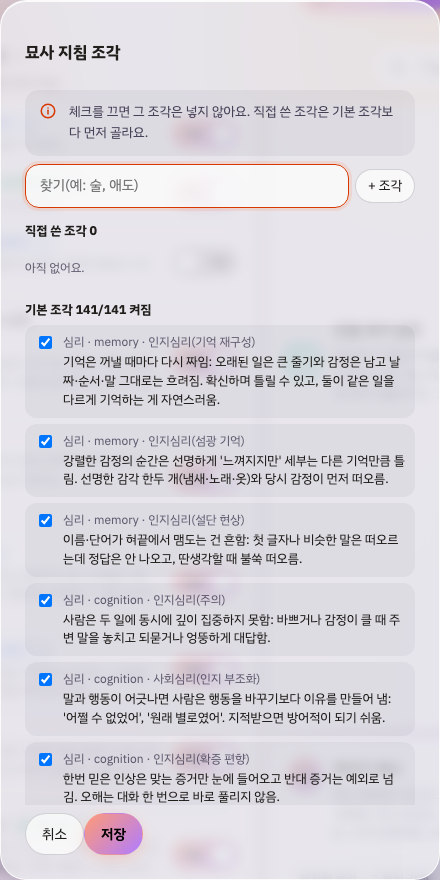 묘사 지침 조각
체크를 끄면 그 조각은 넣지 않아요. 직접 쓴 조각은 기본 조각보
다 먼저 골라요.
찾기(예: 술, 애도)
+ 조각
직접 쓴 조각 0
아직 없어요.
기본 조각 141/141 켜짐
심리 · memory · 인지심리(기억 재구성)
기억은 꺼낼 때마다 다시 짜임: 오래된 일은 큰 줄기와 감정은 남고 날
짜·순서·말 그대로는 흐려짐. 확신하며 틀릴 수 있고, 둘이 같은 일을
다르게 기억하는 게 자연스러움.
심리 · memory · 인지심리(섬광 기억)
강렬한 감정의 순간은 선명하게 '느껴지지만' 세부는 다른 기억만큼 틀
림. 선명한 감각 한두 개(냄새·노래·옷)와 당시 감정이 먼저 떠오름.
심리 · memory · 인지심리(설단 현상)
이름·단어가 혀끝에서 맴도는 건 흔함: 첫 글자나 비슷한 말은 떠오르
는데 정답은 안 나오고, 딴생각할 때 불쑥 떠오름.
심리 · cognition · 인지심리(주의)
사람은 두 일에 동시에 깊이 집중하지 못함: 바쁘거나 감정이 클 때 주
변 말을 놓치고 되묻거나 엉뚱하게 대답함.
심리 · cognition · 사회심리(인지 부조화)
말과 행동이 어긋나면 사람은 행동을 바꾸기보다 이유를 만들어 냄:
'어쩔 수 없었어', '원래 별로였어'. 지적받으면 방어적이 되기 쉬움.
심리 · cognition · 인지심리(확증 편향)
한번 믿은 인상은 맞는 증거만 눈에 들어오고 반대 증거는 예외로 넘
김. 오해는 대화 한 번으로 바로 풀리지 않음.
취소
저장